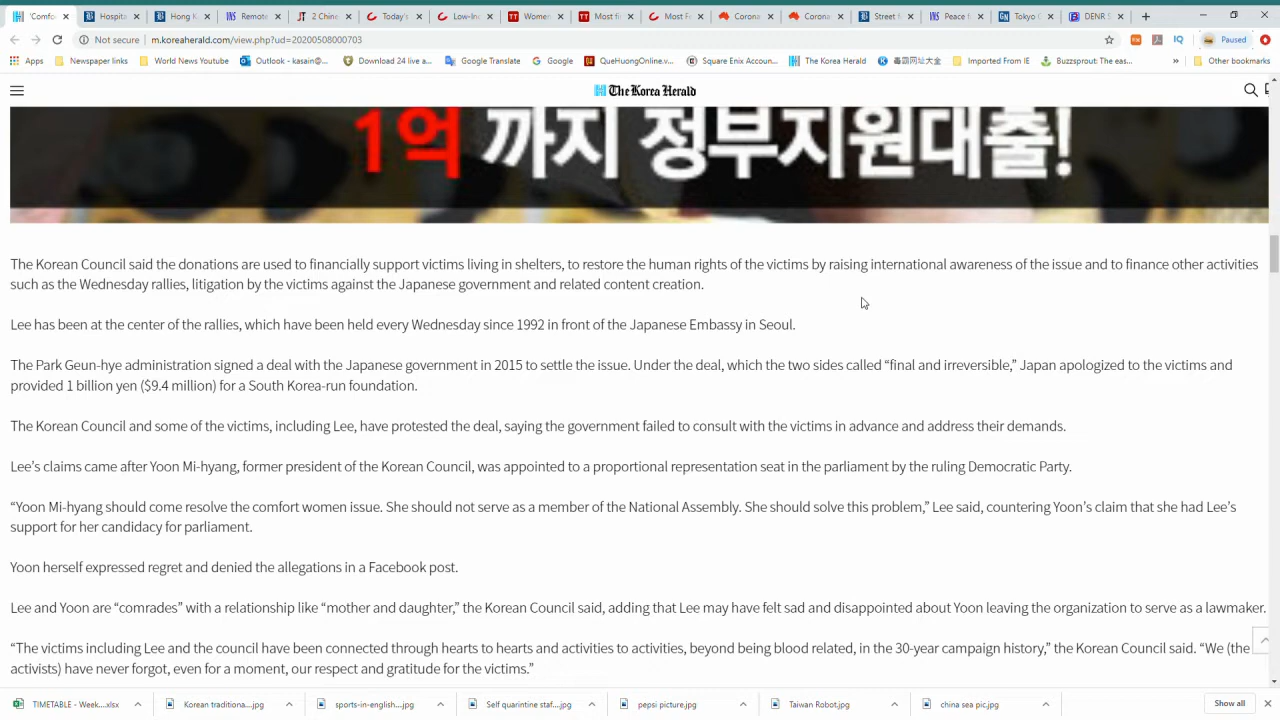 'Comfo
Hospita
Hong K
Remote
2 Chine
Today's
Low-Inc
Women
Most fi
Most Fr
Corona
Corona
Street f
Peace f
Tokyo C
DENR S
Not secure
m.koreaherald.com/view.php?ud=20200508000703
Paused
Apps
Newspaper links
World News Youtube
Outlook - kasain@...
Download 24 live a...
Google Translate
Google
QueHuongOnline.v...
Square Enix Accoun...
The Korea Herald
毒霸网址大全
Imported From IE
Buzzsprout: The eas...
Other bookmarks
The Korea Herald
1억 까지 정부지원대출!
The Korean Council said the donations are used to financially support victims living in shelters, to restore the human rights of the victims by raising international awareness of the issue and to finance other activities
such as the Wednesday rallies, litigation by the victims against the Japanese government and related content creation.
Lee has been at the center of the rallies, which have been held every Wednesday since 1992 in front of the Japanese Embassy in Seoul.
The Park Geun-hye administration signed a deal with the Japanese government in 2015 to settle the issue. Under the deal, which the two sides called “final and irreversible,” Japan apologized to the victims and
provided 1 billion yen ($9.4 million) for a South Korea-run foundation.
The Korean Council and some of the victims, including Lee, have protested the deal, saying the government failed to consult with the victims in advance and address their demands.
Lee’s claims came after Yoon Mi-hyang, former president of the Korean Council, was appointed to a proportional representation seat in the parliament by the ruling Democratic Party.
“Yoon Mi-hyang should come resolve the comfort women issue. She should not serve as a member of the National Assembly. She should solve this problem,” Lee said, countering Yoon’s claim that she had Lee’s
support for her candidacy for parliament.
Yoon herself expressed regret and denied the allegations in a Facebook post.
Lee and Yoon are “comrades” with a relationship like “mother and daughter,” the Korean Council said, adding that Lee may have felt sad and disappointed about Yoon leaving the organization to serve as a lawmaker.
“The victims including Lee and the council have been connected through hearts to hearts and activities to activities, beyond being blood related, in the 30-year campaign history,” the Korean Council said. “We (the
activists) have never forgot, even for a moment, our respect and gratitude for the victims.”
TIMETABLE - Week....xlsx
Korean traditiona...jpg
sports-in-english....jpg
Self quarintine staf...jpg
pepsi picture.jpg
Taiwan Robot.jpg
china sea pic.jpg
Show all